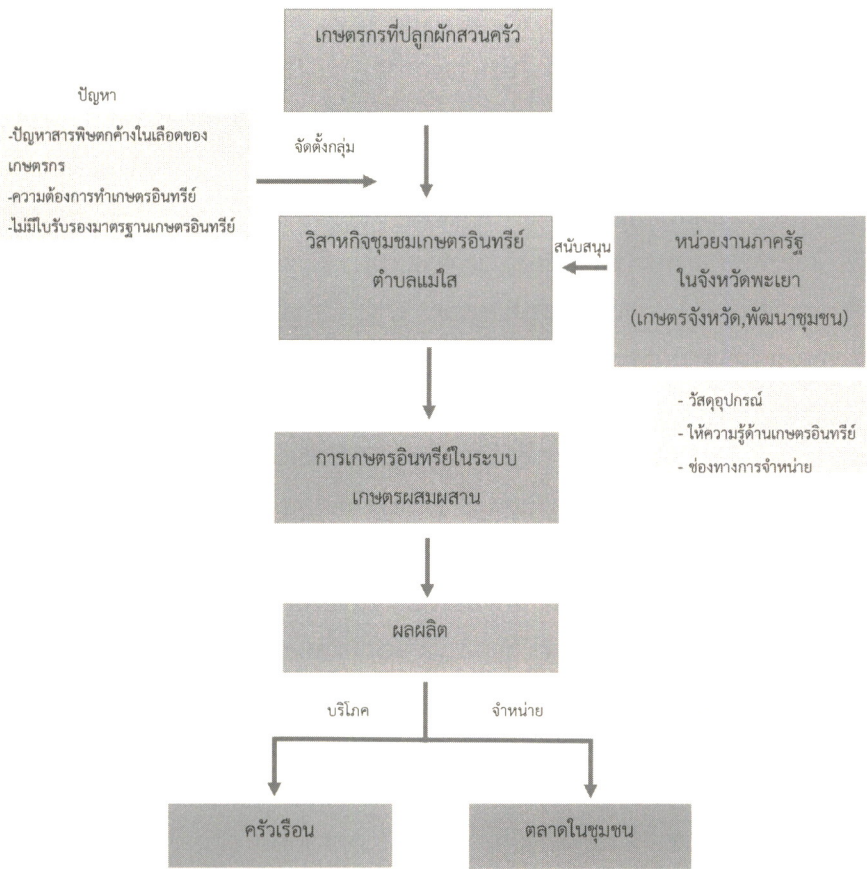 เกษตรกรที่ปลูกผักสวนครัว
ปัญหา
-ปัญหาสารพิษตกค้างในเลือดของ
เกษตรกร
-ความต้องการทำเกษตรอินทรีย์
-ไม่มีใบรับรองมาตรฐานเกษตรอินทรีย์
จัดตั้งกลุ่ม
วิสาหกิจชุมชมเกษตรอินทรีย์
ตำบลแม่ใส
สนับสนุน
หน่วยงานภาครัฐ
ในจังหวัดพะเยา
(เกษตรจังหวัด,พัฒนาชุมชน)
- วัสดุอุปกรณ์
- ให้ความรู้ด้านเกษตรอินทรีย์
- ช่องทางการจำหน่าย
การเกษตรอินทรีย์ในระบบ
เกษตรผสมผสาน
ผลผลิต
บริโภค
จำหน่าย
ครัวเรือน
ตลาดในชุมชน